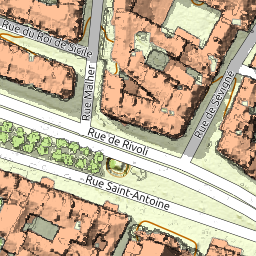 Rue du Roi de Sicile
Rue Malher
Rue de Sévigné
Rue de Rivoli
Rue Saint-Antoine